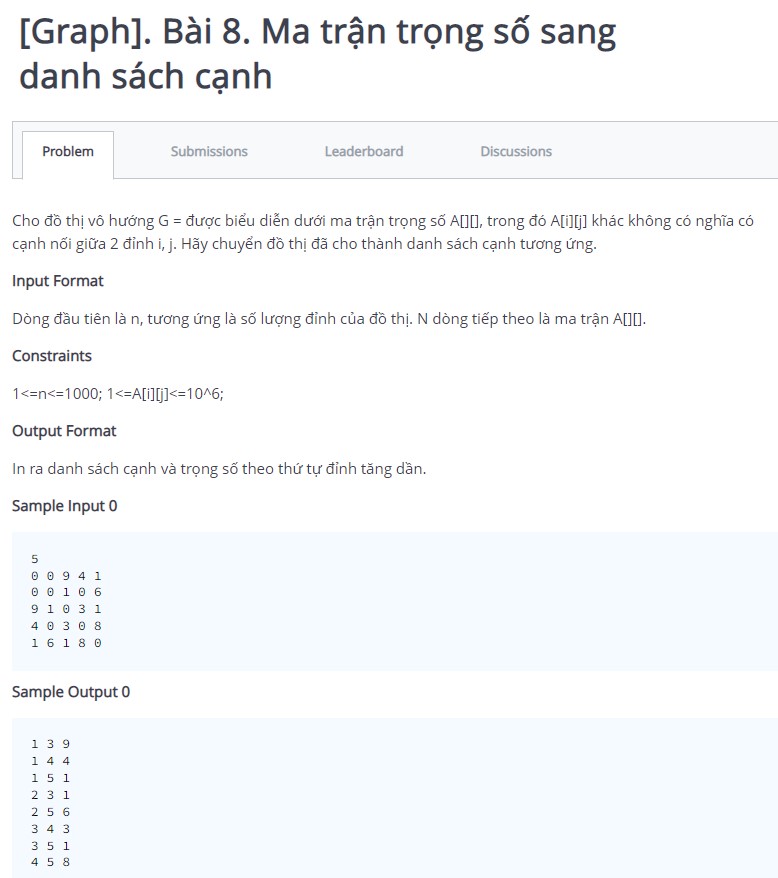 [Graph]. Bài 8. Ma trận trọng số sang
danh sách cạnh
Problem
Submissions
Leaderboard
Discussions
Cho đồ thị vô hướng G = được biểu diễn dưới ma trận trọng số A[][], trong đó A[i][j] khác không có nghĩa có
cạnh nối giữa 2 đỉnh i, j. Hãy chuyển đồ thị đã cho thành danh sách cạnh tương ứng.
Input Format
Dòng đầu tiên là n, tương ứng là số lượng đỉnh của đồ thị. N dòng tiếp theo là ma trận A[][].
Constraints
1<=n<=1000; 1<=A[i][j]<=10^6;
Output Format
In ra danh sách cạnh và trọng số theo thứ tự đỉnh tăng dần.
Sample Input 0
5
0 0 9 4 1
0 0 1 0 6
9 1 0 3 1
4 0 3 0 8
1 6 1 8 0
Sample Output 0
1 3 9
1 4 4
1 5 1
2 3 1
2 5 6
3 4 3
3 5 1
4 5 8